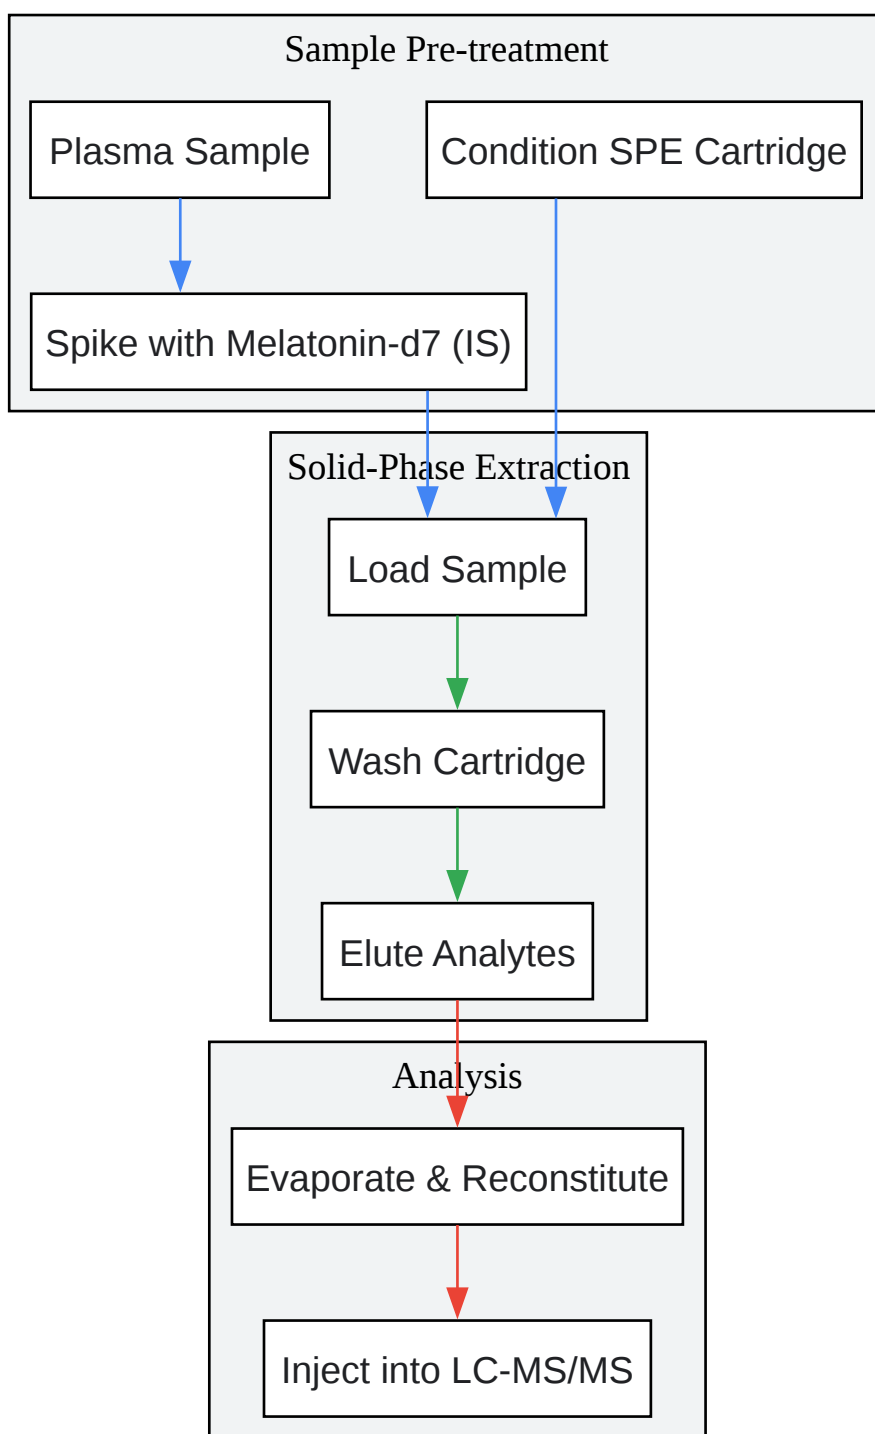 Sample Pre-treatment
Plasma Sample
Condition SPE Cartridge
Spike with Melatonin-d7 (IS)
Solid-Phase Extraction
Load Sample
Wash Cartridge
Elute Analytes
Analysis
Evaporate & Reconstitute
Inject into LC-MS/MS